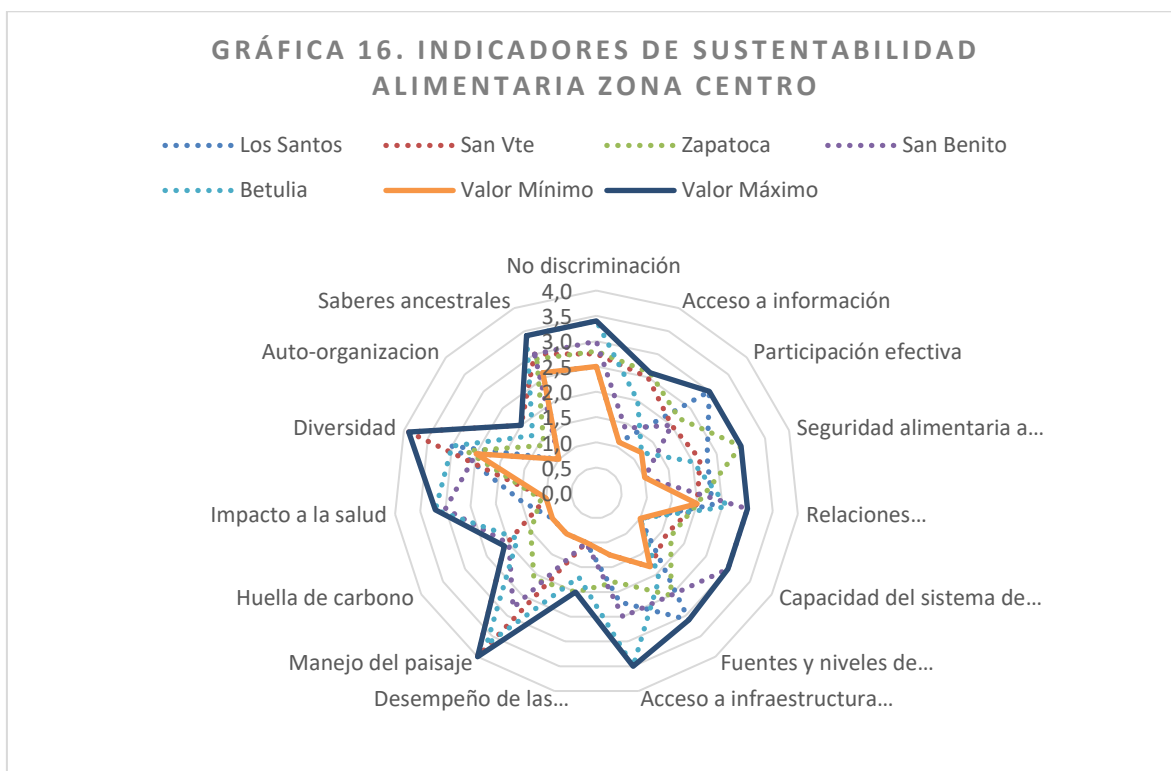 GRÁFICA 16. INDICADORES DE SUSTENTABILIDAD
ALIMENTARIA ZONA CENTRO
Los Santos
San Vte
Zapatoca
San Benito
Betulia
Valor Mínimo
Valor Máximo
No discriminación
Acceso a información
Participación efectiva
Seguridad alimentaria a...
Relaciones...
Capacidad del sistema de...
Fuentes y niveles de...
Acceso a infraestructura...
Desempeño de las...
Manejo del paisaje
Huella de carbono
Impacto a la salud
Diversidad
Auto-organizacion
Saberes ancestrales
4,0
3,5
3,0
2,5
2,0
1,5
1,0
0,5
0,0